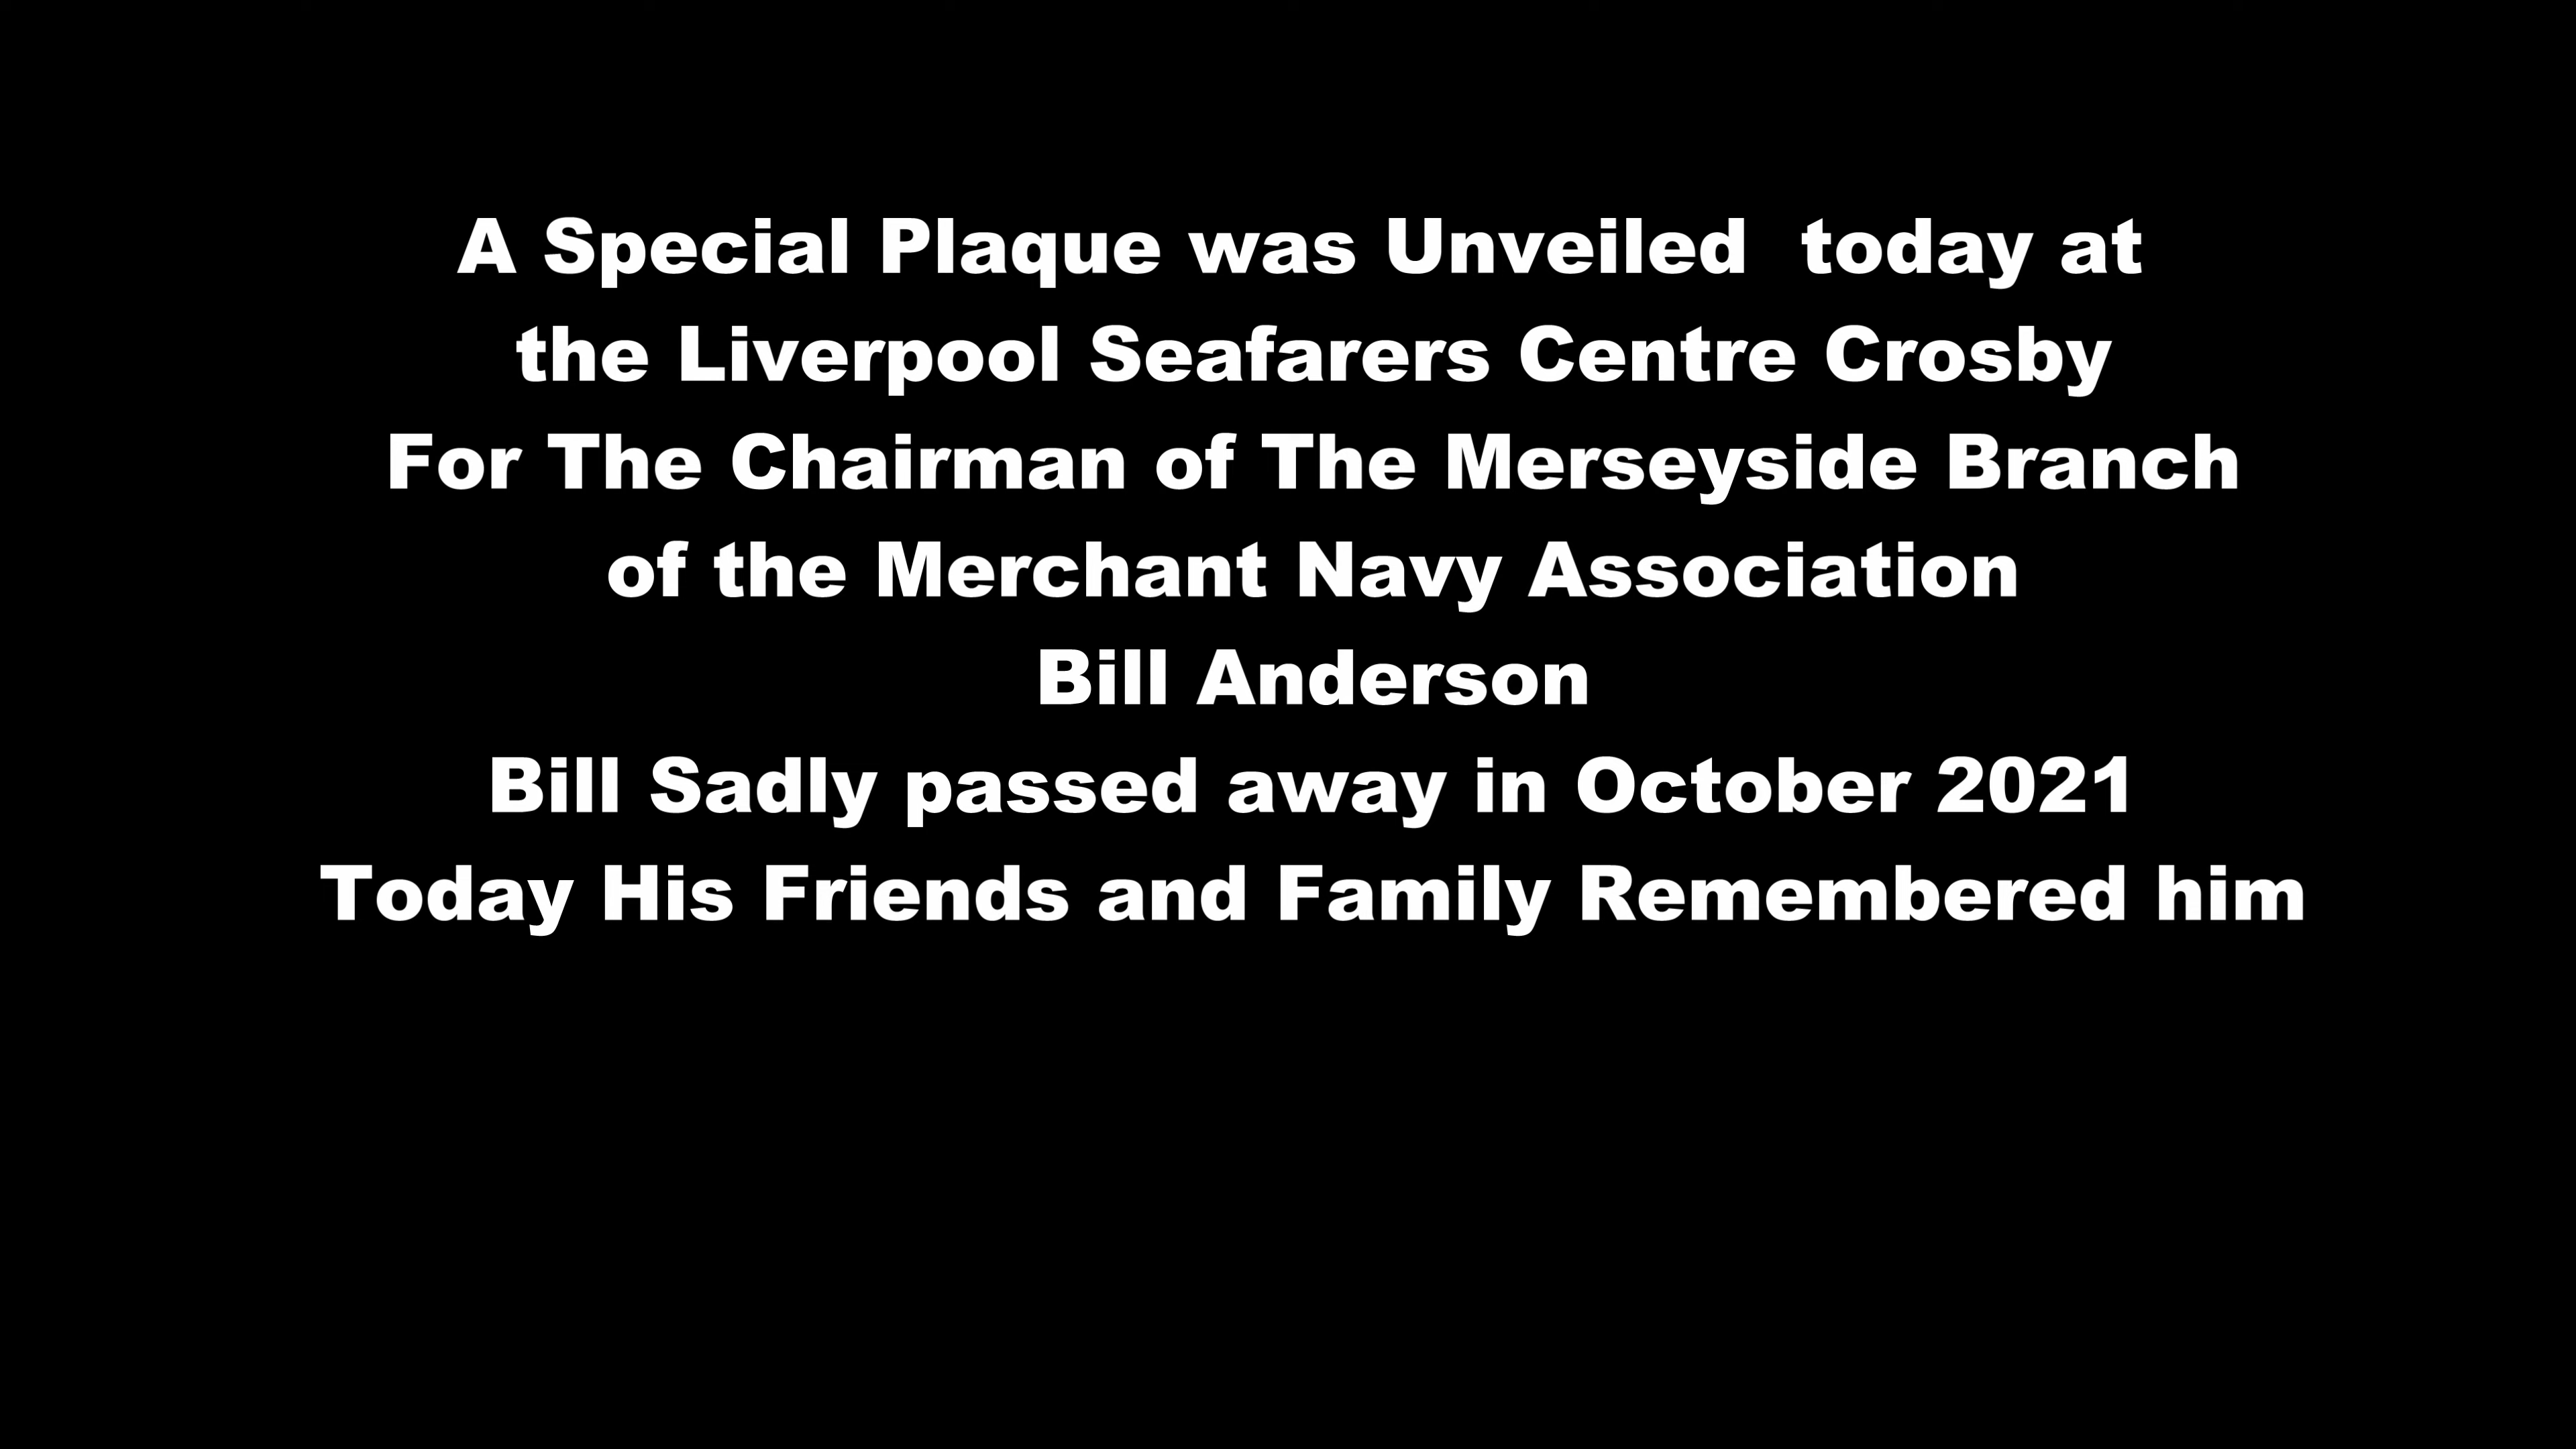 A Special Plaque was Unveiled  today at
the Liverpool Seafarers Centre Crosby
For The Chairman of The Merseyside Branch
of the Merchant Navy Association
Bill Anderson
Bill Sadly passed away in October 2021
Today His Friends and Family Remembered him